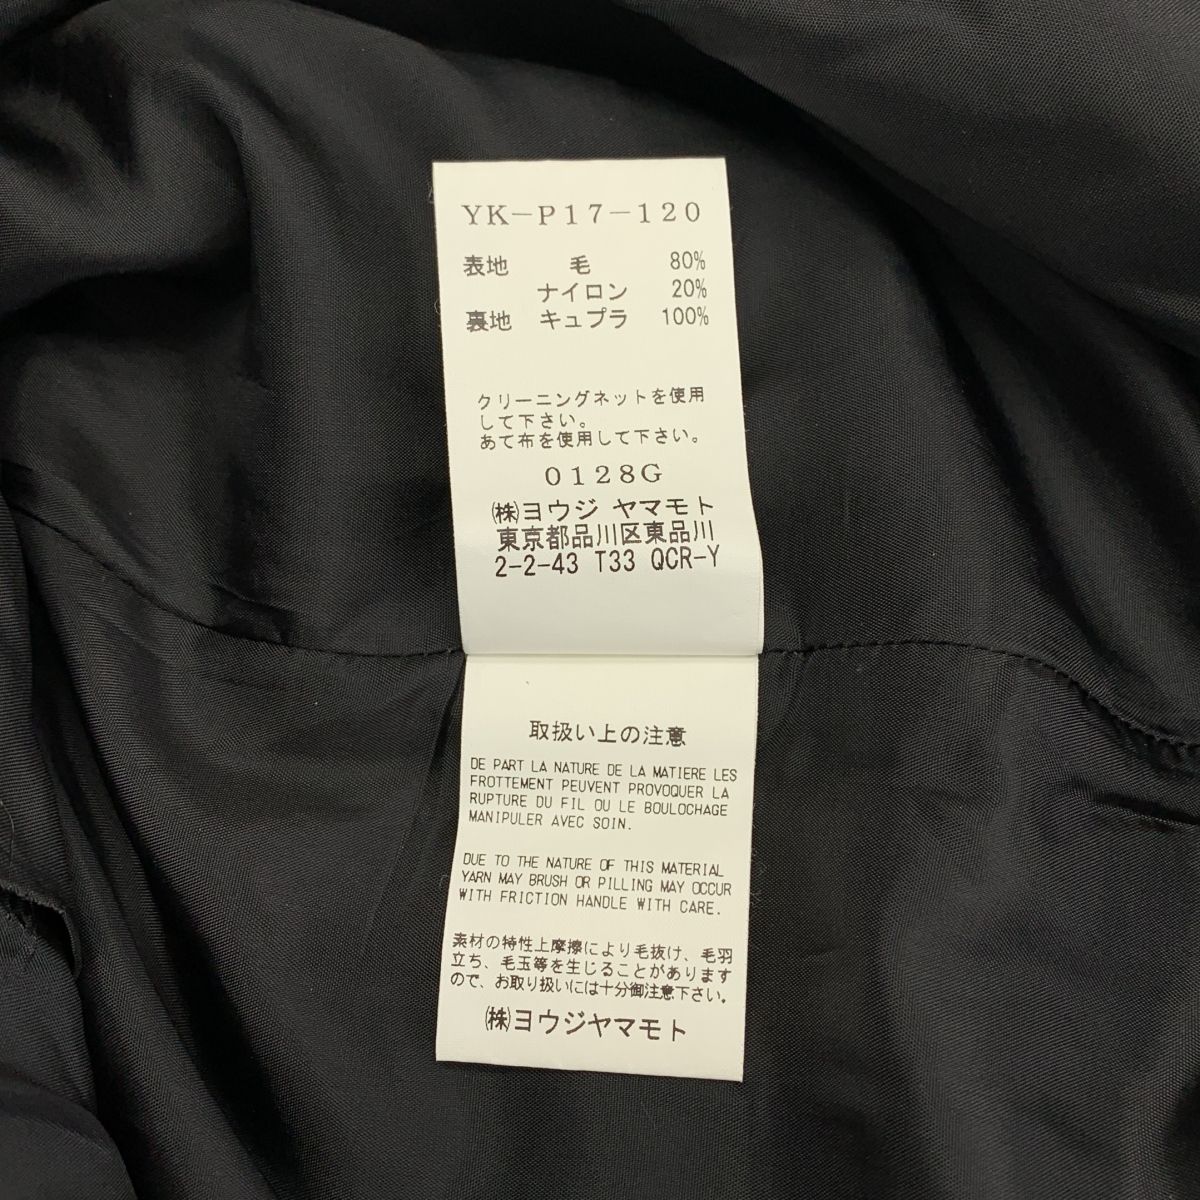 YK-P17-120
表地 毛 80%
ナイロン 20%
裏地 キュプラ 100%
クリーニングネットを使用
して下さい。
あて布を使用して下さい。
0128G
㈱ヨウジ ヤマモト
東京都品川区東品川
2-2-43 T33 QCR-Y
取扱い上の注意
DE PART LA NATURE DE LA MATIERE LES
FROTTEMENT PEUVENT PROVOQUER LA
RUPTURE DU FIL OU LE BOULOCHAGE
MANIPULER AVEC SOIN.
DUE TO THE NATURE OF THIS MATERIAL
YARN MAY BRUSH OR PILLING MAY OCCUR
WITH FRICTION HANDLE WITH CARE.
素材の特性上摩擦により毛抜け、毛羽
立ち、毛玉等を生じることがあります
ので、お取り扱いには十分御注意下さい。
㈱ヨウジヤマモト